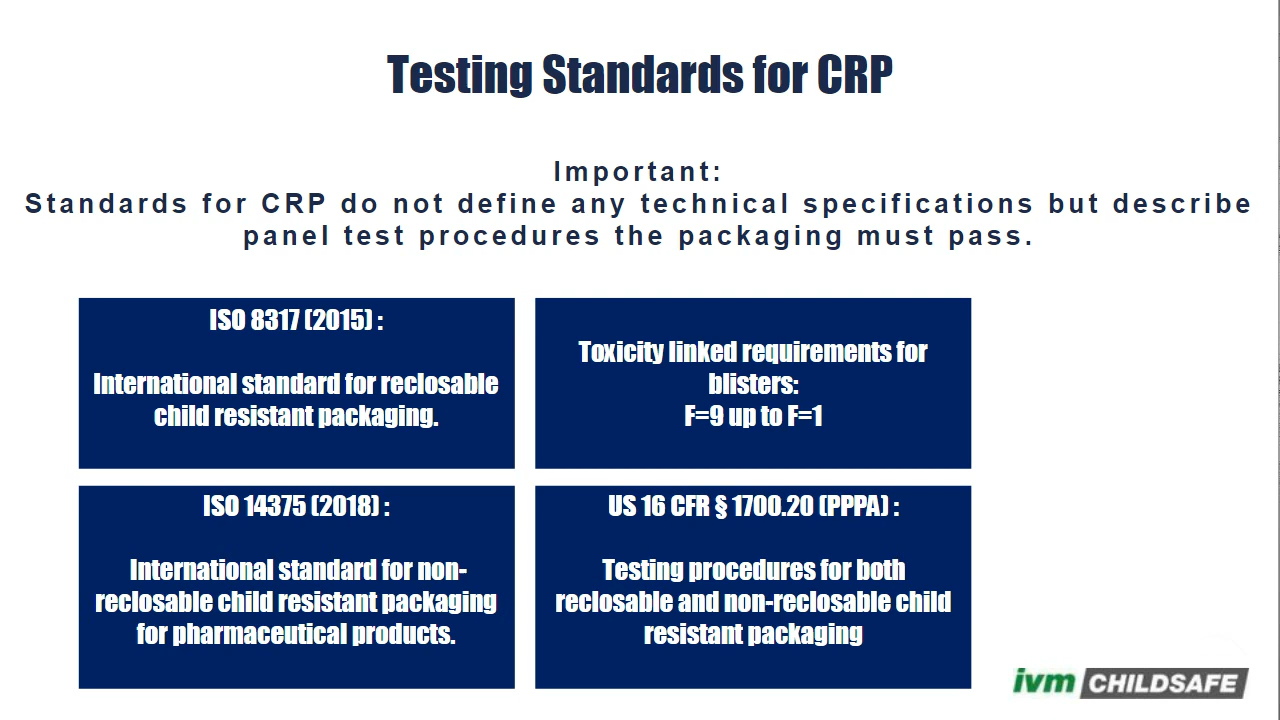 Testing Standards for CRP
Important:
Standards for CRP do not define any technical specifications but describe
panel test procedures the packaging must pass.
ISO 8317 (2015) :
International standard for reclosable
child resistant packaging.
Toxicity linked requirements for
blisters:
F=9 up to F=1
ISO 14375 (2018) :
International standard for non-
reclosable child resistant packaging
for pharmaceutical products.
US 16 CFR § 1700.20 (PPPA) :
Testing procedures for both
reclosable and non-reclosable child
resistant packaging
ivm CHILDSAFE